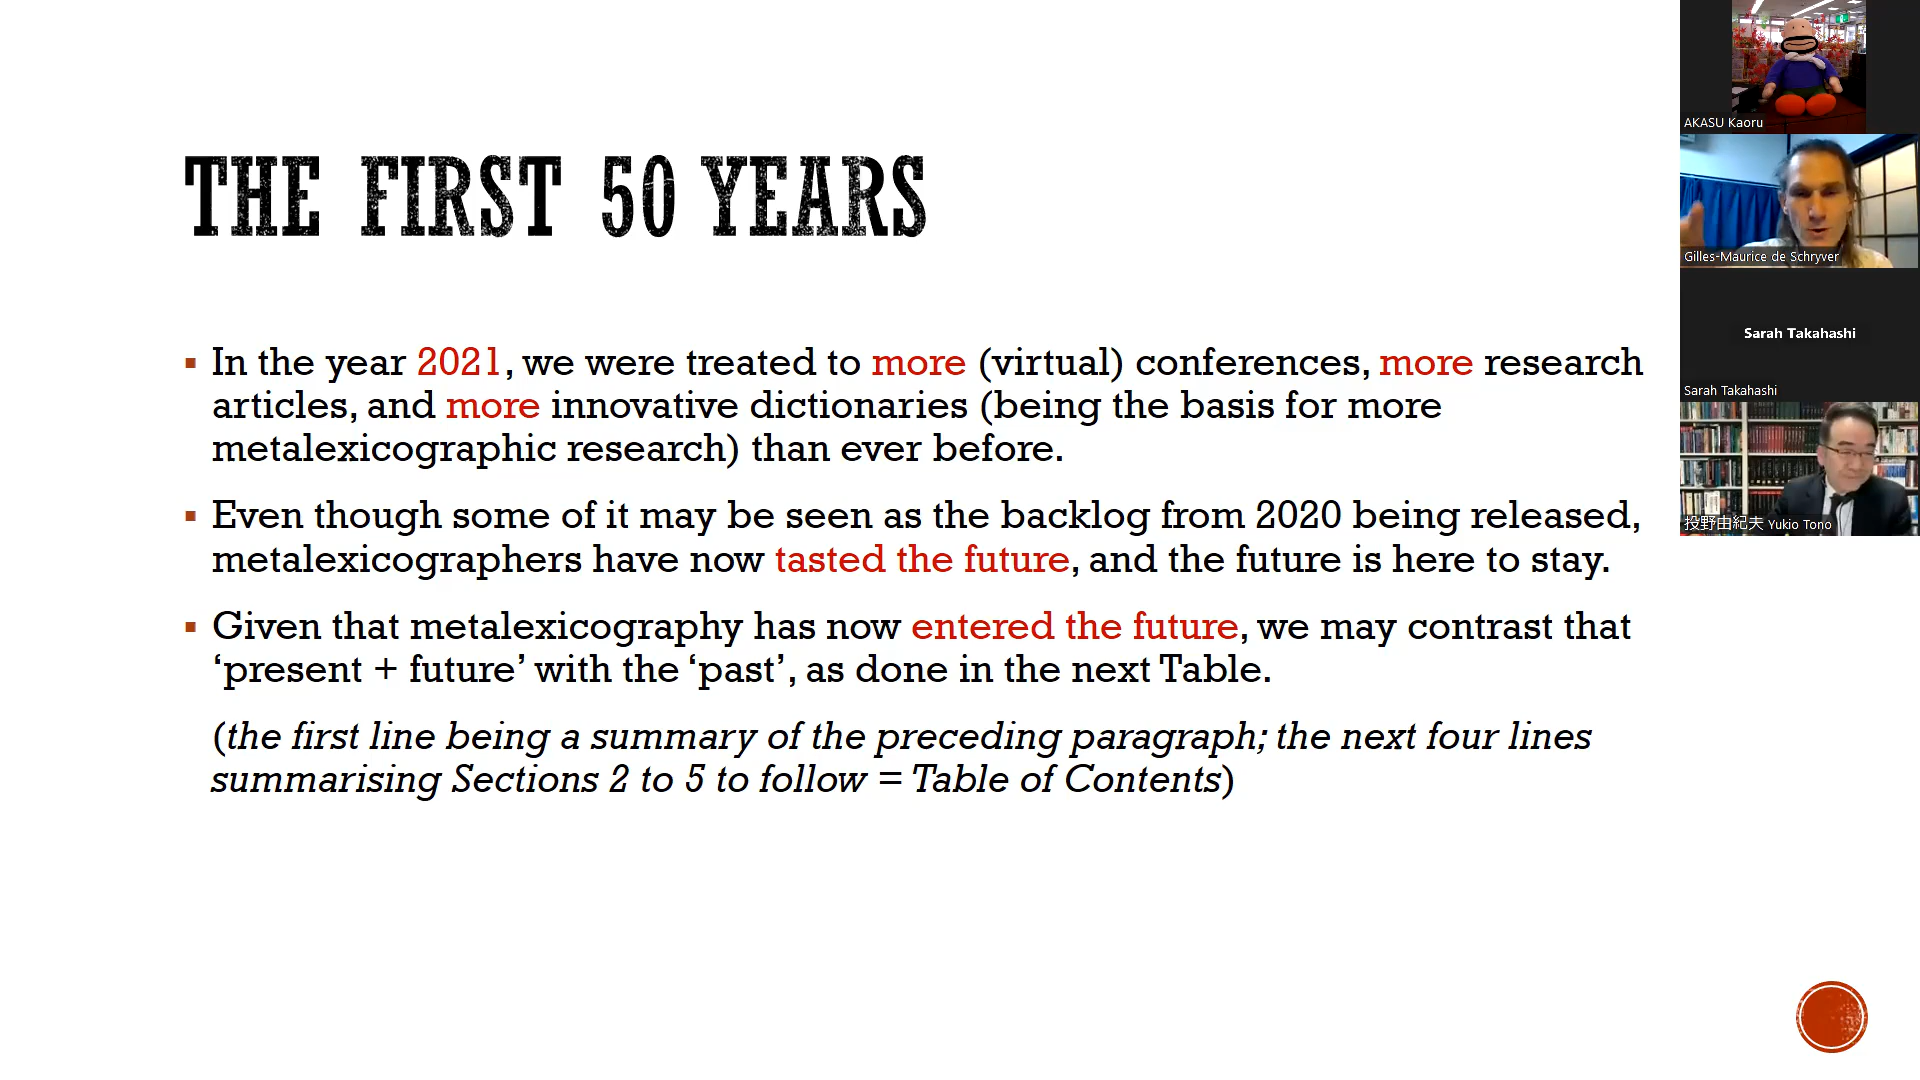 THE FIRST 50 YEARS
▪ In the year 2021, we were treated to more (virtual) conferences, more research
articles, and more innovative dictionaries (being the basis for more
metalexicographic research) than ever before.
▪ Even though some of it may be seen as the backlog from 2020 being released,
metalexicographers have now tasted the future, and the future is here to stay.
▪ Given that metalexicography has now entered the future, we may contrast that
‘present + future’ with the ‘past’, as done in the next Table.
(the first line being a summary of the preceding paragraph; the next four lines
summarising Sections 2 to 5 to follow = Table of Contents)
AKASU Kaoru
Gilles-Maurice de Schryver
Sarah Takahashi
Sarah Takahashi
投野由紀夫 Yukio Tono